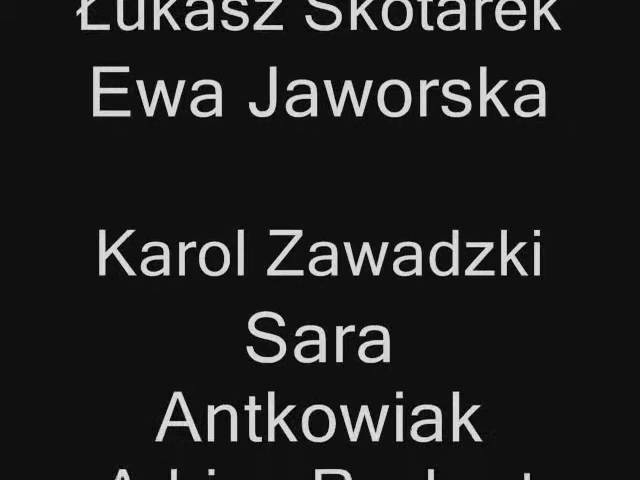 Łukasz Skotarek
Ewa Jaworska
Karol Zawadzki
Sara
Antkowiak